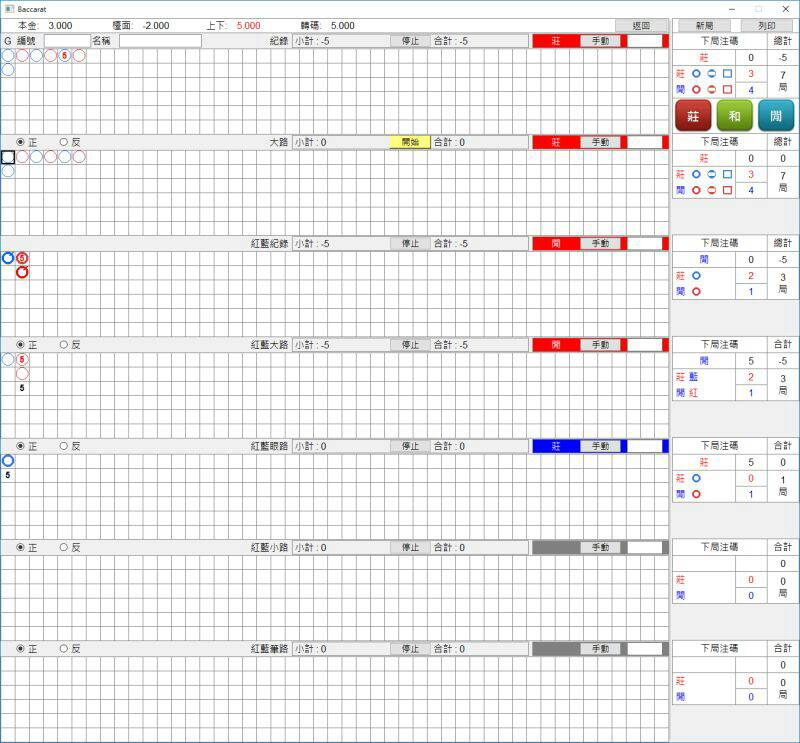 Baccarat
本金: 3.000 檯面: -2.000 上下: 5.000 轉碼: 5.000 返回 新局 列印
G 編號 名稱 紀錄 小計 : -5 停止 合計 : -5 莊 手動 下局注碼 總計
5
莊 0 -5
莊 3 7
閒 4 局
莊 和 閒
正 反 大路 小計 : 0 開始 合計 : 0 莊 手動 下局注碼 總計
莊 0 0
莊 3 7
閒 4 局
紅藍紀錄 小計 : -5 停止 合計 : -5 閒 手動 下局注碼 總計
5
閒 0 -5
莊 2 3
閒 1 局
正 反 紅藍大路 小計 : -5 停止 合計 : -5 閒 手動 下局注碼 合計
5
5
閒 5 -5
莊 藍 2 3
閒 紅 1 局
正 反 紅藍眼路 小計 : 0 停止 合計 : 0 莊 手動 下局注碼 合計
5
莊 5 0
莊 0 1
閒 1 局
正 反 紅藍小路 小計 : 0 停止 合計 : 0 手動 下局注碼 合計
0
莊 0 0
閒 0 局
正 反 紅藍筆路 小計 : 0 停止 合計 : 0 手動 下局注碼 合計
0
莊 0 0
閒 0 局